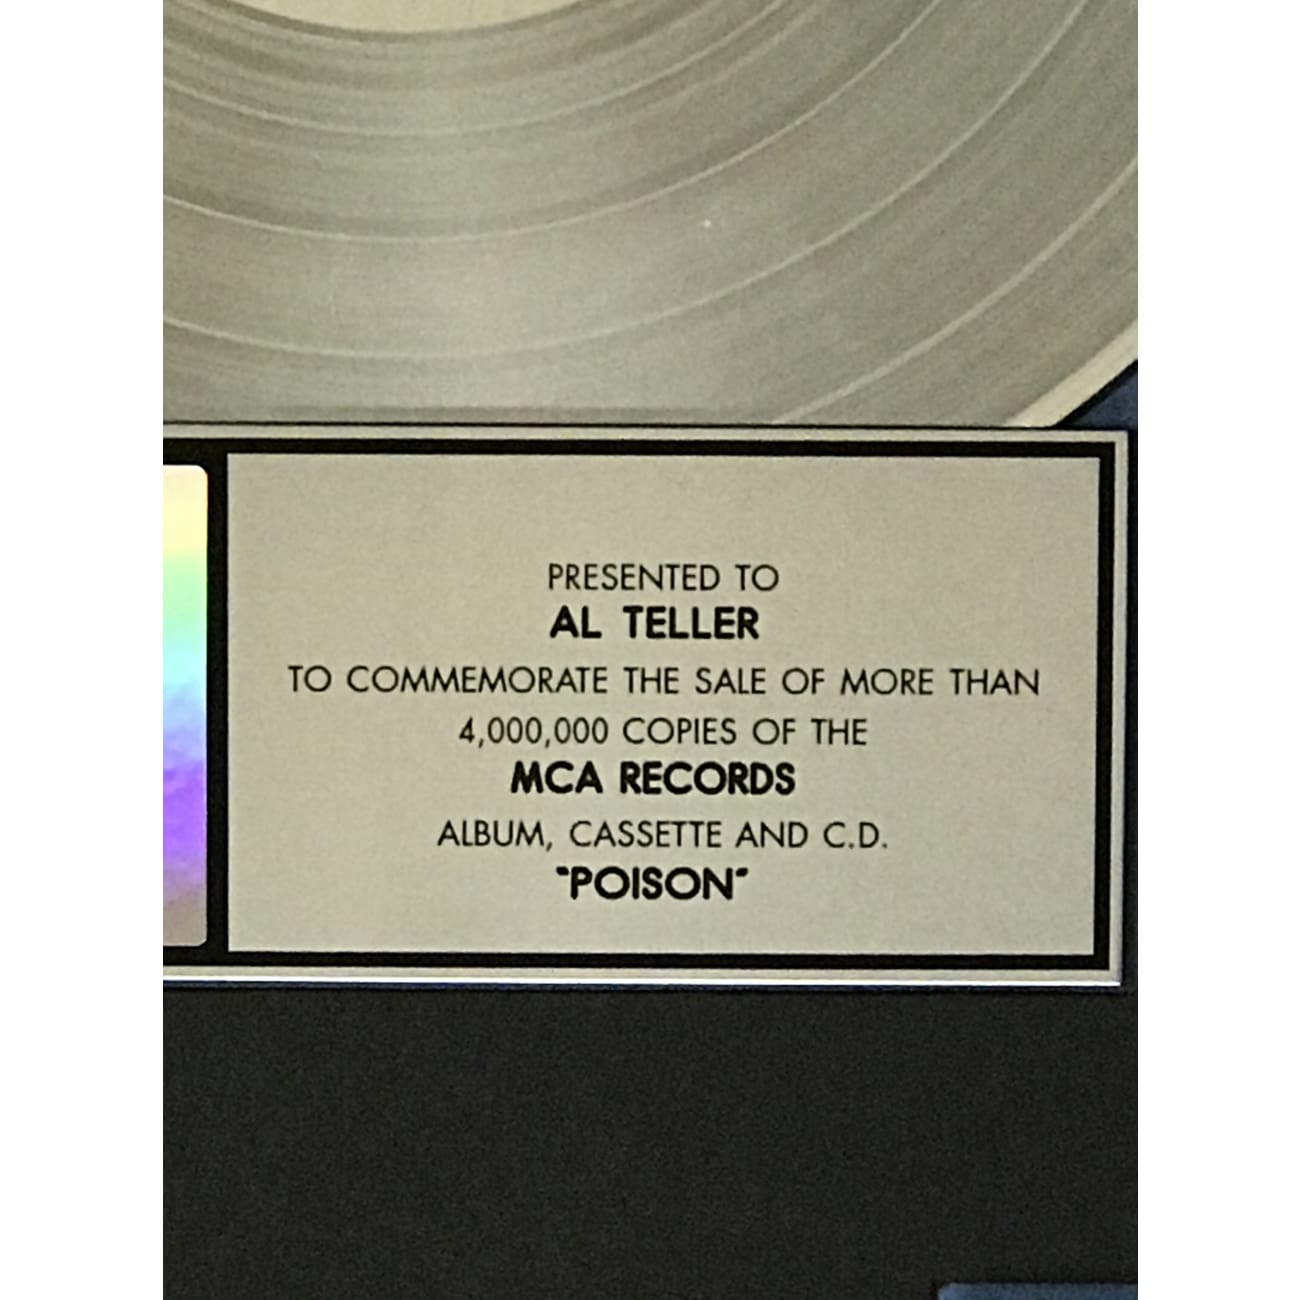 PRESENTED TO
AL TELLER
TO COMMEMORATE THE SALE OF MORE THAN
4,000,000 COPIES OF THE
MCA RECORDS
ALBUM, CASSETTE AND C.D.
"POISON"